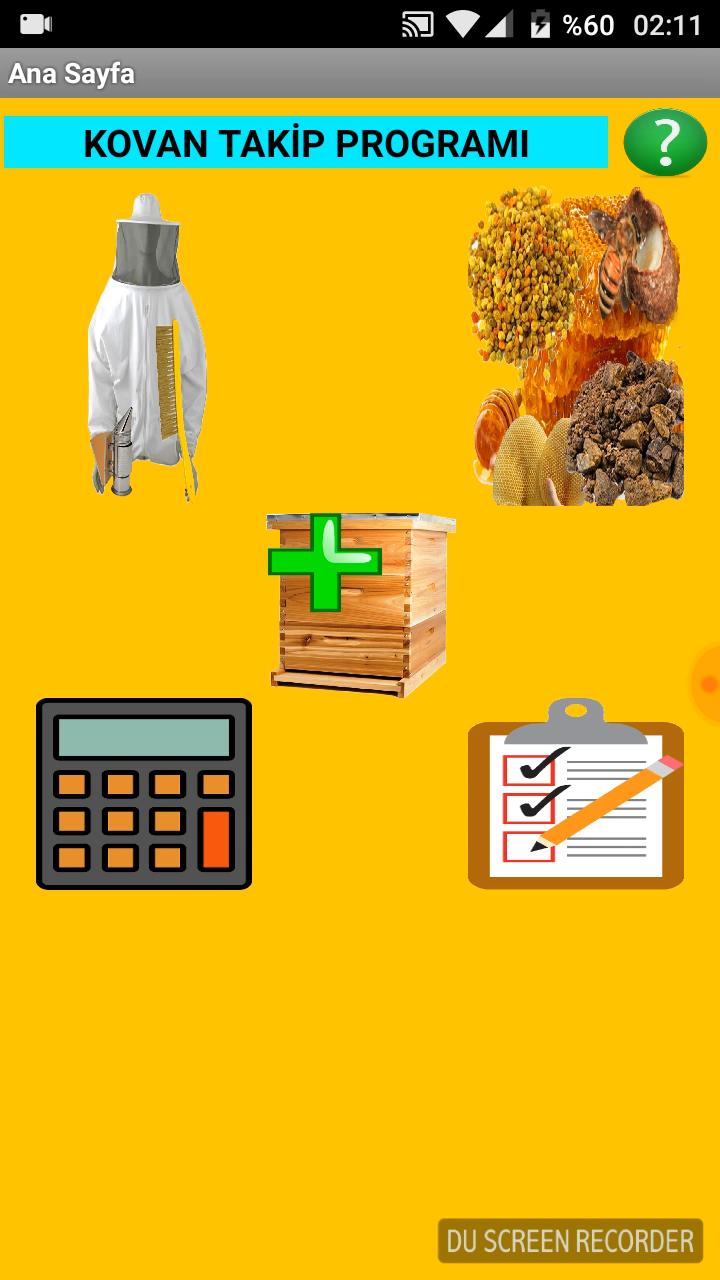 %60 02:11
Ana Sayfa
KOVAN TAKİP PROGRAMI
?
DU SCREEN RECORDER